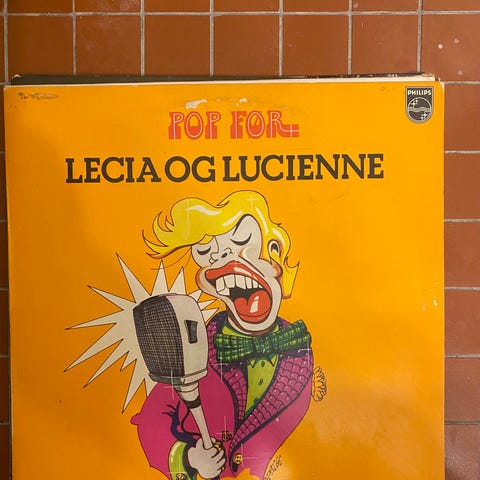 PHILIPS
POP FOR...
LECIA OG LUCIENNE